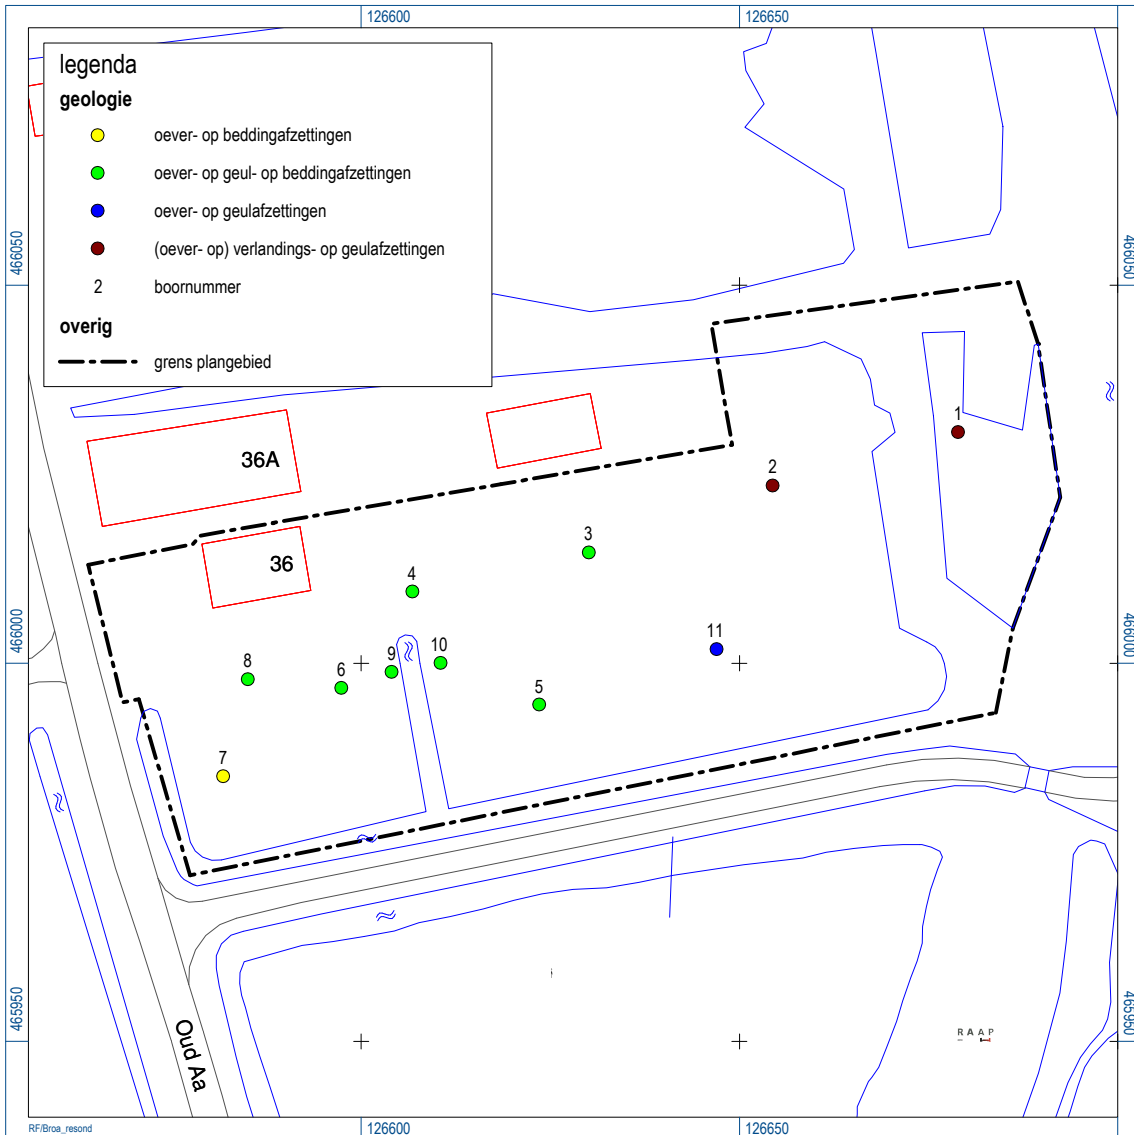 126600
126650
legenda
geologie
oever- op beddingafzettingen
oever- op geul- op beddingafzettingen
oever- op geulafzettingen
(oever- op) verlandings- op geulafzettingen
2 boornummer
overig
grens plangebied
466050
466050
1
36A
2
3
36
4
466000
466000
11
10
9
8
6
5
7
465950
465950
Oud Aa
RAAP
RF/Broa_resond
126600
126650